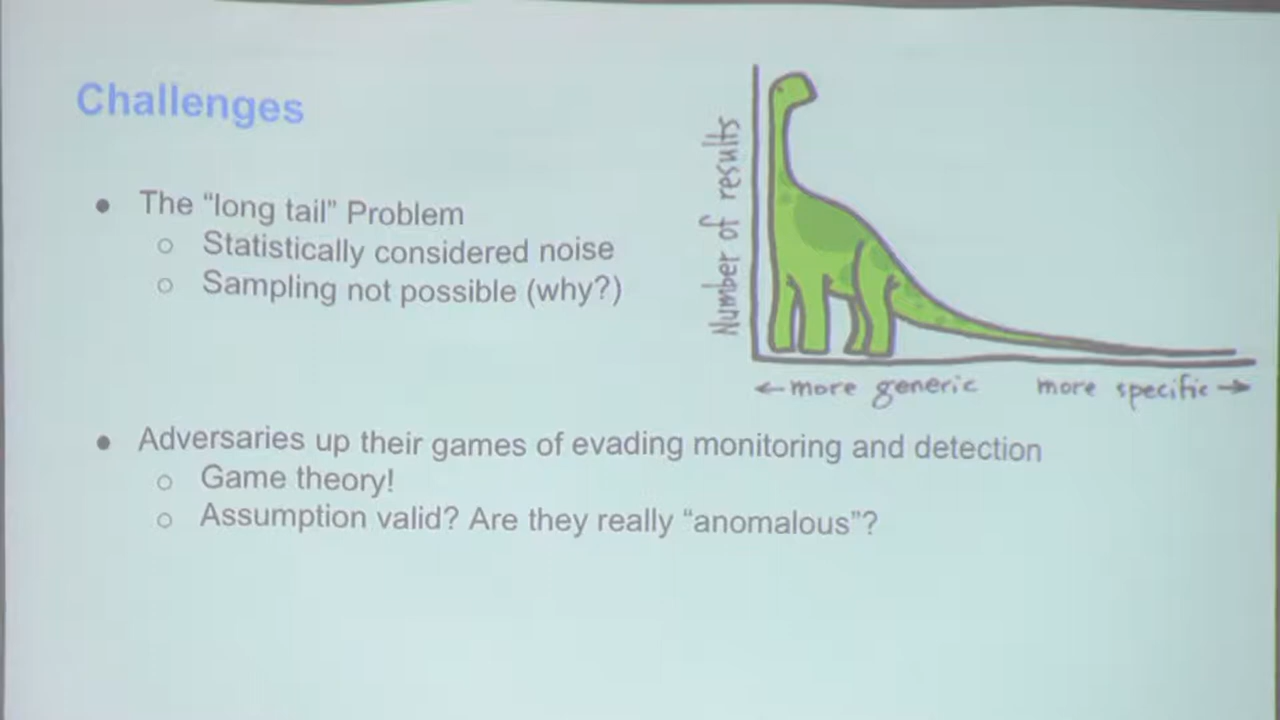 Challenges
● The “long tail” Problem
○ Statistically considered noise
○ Sampling not possible (why?)
Number of results
←more generic more specific→
● Adversaries up their games of evading monitoring and detection
○ Game theory!
○ Assumption valid? Are they really “anomalous”?